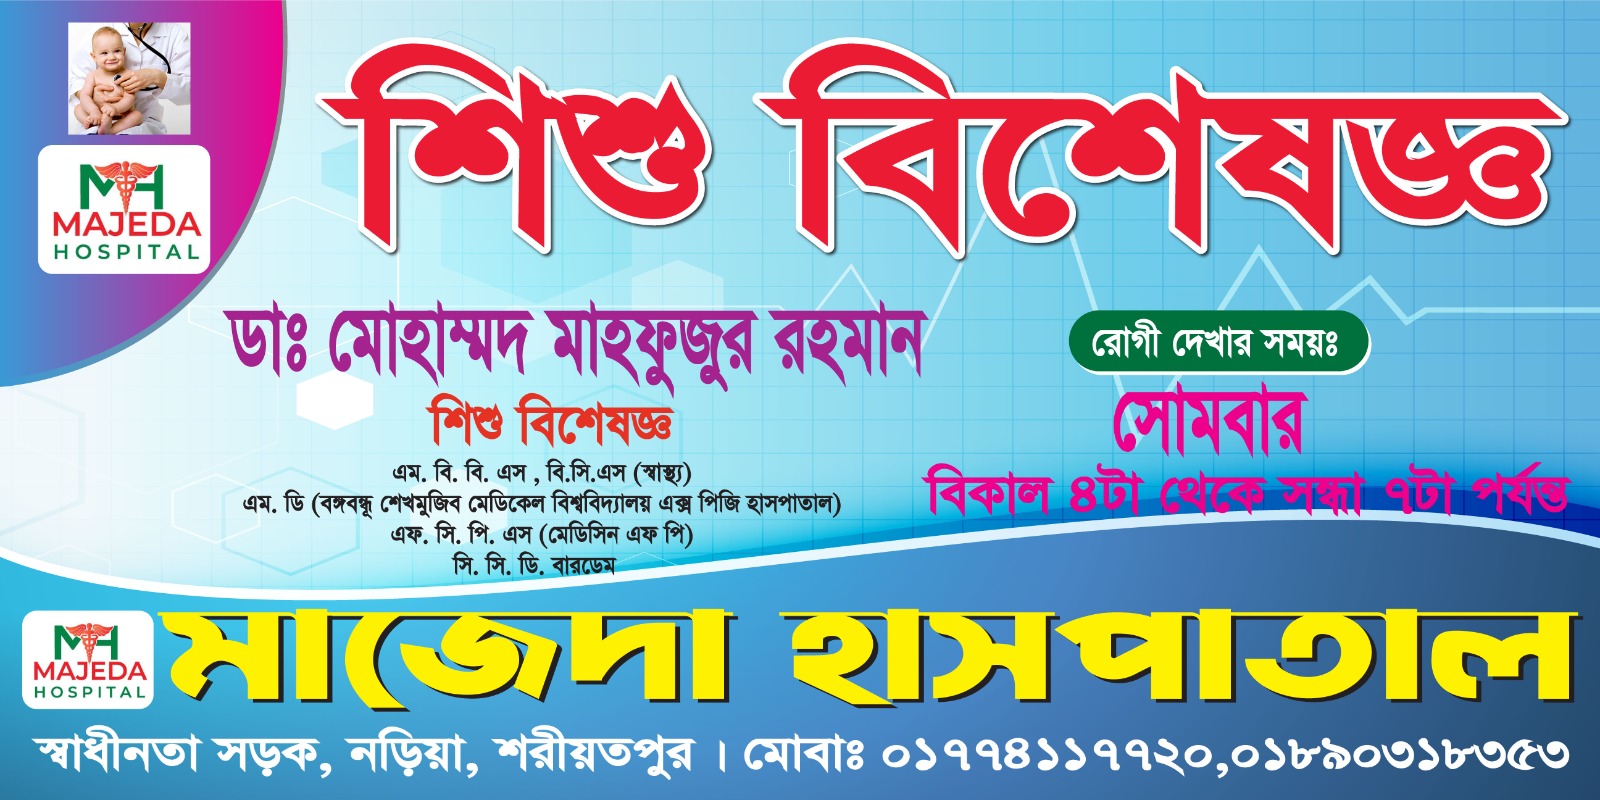 শিশু বিশেষজ্ঞ
MH
MAJEDA
HOSPITAL
ডাঃ মোহাম্মদ মাহফুজুর রহমান
শিশু বিশেষজ্ঞ
এম. বি. বি. এস , বি.সি.এস (স্বাস্থ্য)
এম. ডি (বঙ্গবন্ধূ শেখমুজিব মেডিকেল বিশ্ববিদ্যালয় এক্স পিজি হাসপাতাল)
এফ. সি. পি. এস (মেডিসিন এফ পি)
সি. সি. ডি. বারডেম
রোগী দেখার সময়ঃ
সোমবার
বিকাল ৪টা থেকে সন্ধা ৭টা পর্যন্ত
MH
MAJEDA
HOSPITAL
মাজেদা হাসপাতাল
স্বাধীনতা সড়ক, নড়িয়া, শরীয়তপুর । মোবাঃ ০১৭৭৪১১৭৭২০,০১৮৯০৩১৮৩৫৩